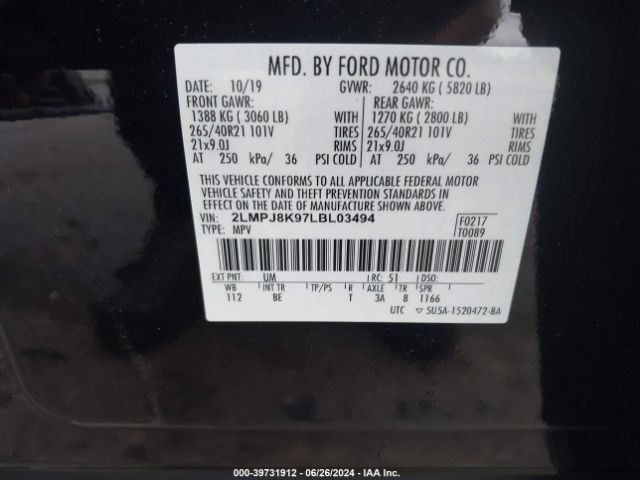 MFD. BY FORD MOTOR CO.
DATE: 10/19 GVWR: 2640 KG ( 5820 LB)
FRONT GAWR: REAR GAWR:
1388 KG ( 3060 LB) WITH 1270 KG ( 2800 LB) WITH
265/40R21 101V TIRES 265/40R21 101V TIRES
21x9.0J RIMS 21x9.0J RIMS
AT 250 kPa/ 36 PSI COLD AT 250 kPa/ 36 PSI COLD
THIS VEHICLE CONFORMS TO ALL APPLICABLE FEDERAL MOTOR
VEHICLE SAFETY AND THEFT PREVENTION STANDARDS IN
EFFECT ON THE DATE OF MANUFACTURE SHOWN ABOVE.
VIN: 2LMPJ8K97LBL03494 F0217
TYPE: MPV T0089
EXT PNT: UM RC: 51 DSO:
WB INT TR TP/PS R AXLE TR SPR
112 BE T 3A 8 1166
UTC 5U5A-1520472-BA
STOCK #: 39731912 / 06/26/2024 / IAA Inc.